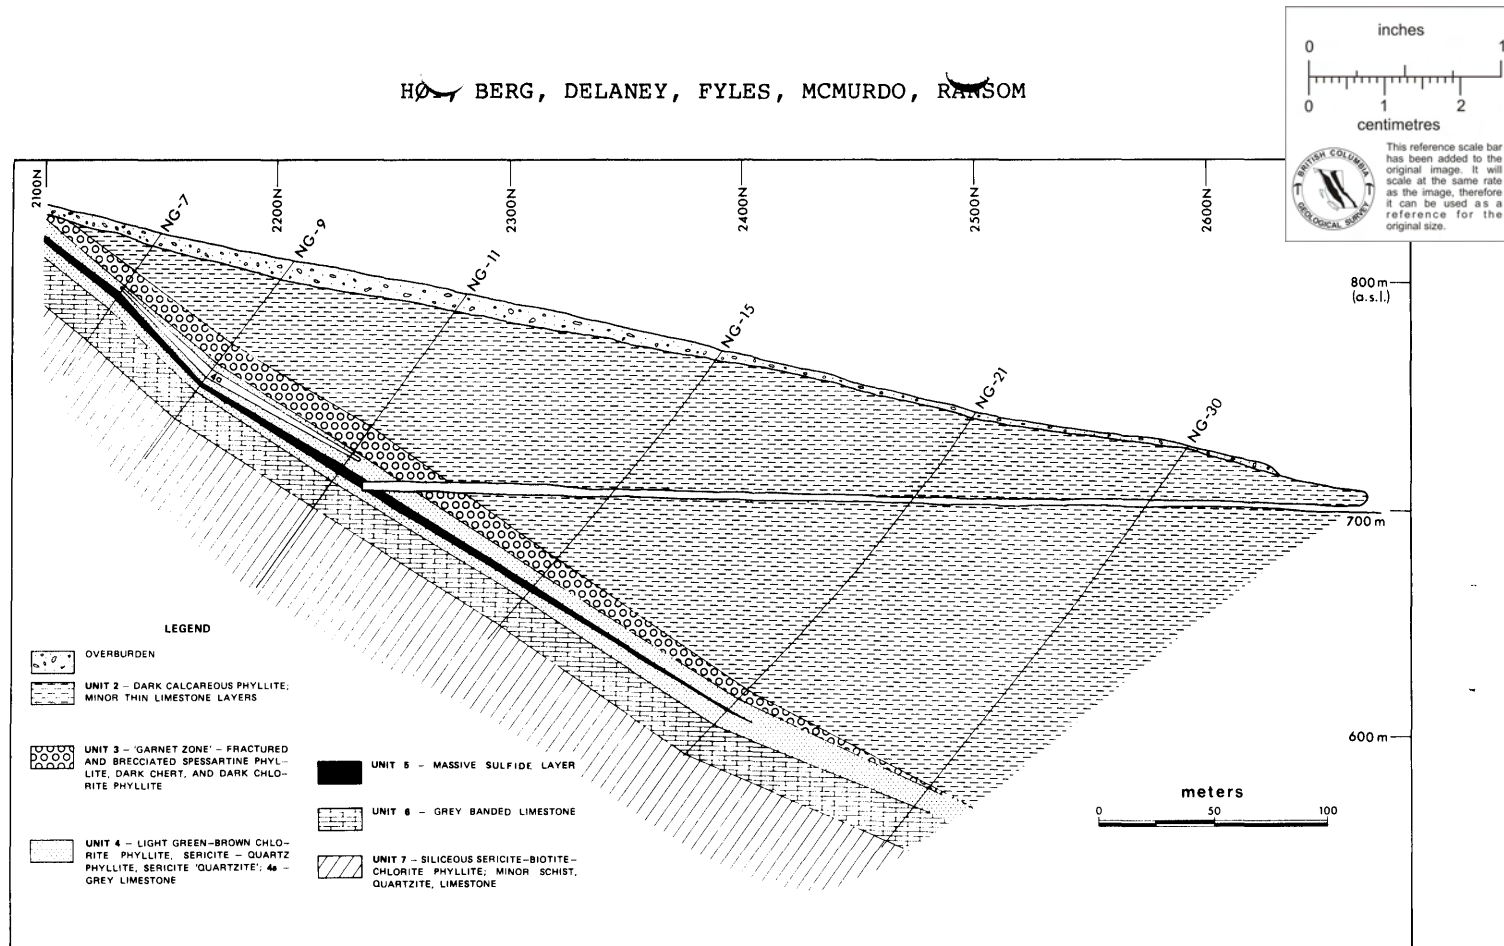 inches
0 1
0 1 2
centimetres
This reference scale bar
has been added to the
original image. It will
scale at the same rate
as the image, therefore
it can be used as a
reference for the
original size.
BRITISH COLUMBIA
GEOLOGICAL SURVEY
BERG, DELANEY, FYLES, MCMURDO, RANSOM
2100N
2200N
2300N
2400N
2500N
2600N
NG-7
NG-9
NG-11
NG-15
NG-21
NG-30
800 m
(a.s.l.)
700 m
600 m
4a
meters
0 50 100
LEGEND
OVERBURDEN
UNIT 2 – DARK CALCAREOUS PHYLLITE;
MINOR THIN LIMESTONE LAYERS
UNIT 3 – 'GARNET ZONE' – FRACTURED
AND BRECCIATED SPESSARTINE PHYL-
LITE, DARK CHERT, AND DARK CHLO-
RITE PHYLLITE
UNIT 4 – LIGHT GREEN-BROWN CHLO-
RITE PHYLLITE, SERICITE – QUARTZ
PHYLLITE, SERICITE 'QUARTZITE'; 4a –
GREY LIMESTONE
UNIT 5 – MASSIVE SULFIDE LAYER
UNIT 6 – GREY BANDED LIMESTONE
UNIT 7 – SILICEOUS SERICITE-BIOTITE-
CHLORITE PHYLLITE; MINOR SCHIST,
QUARTZITE, LIMESTONE